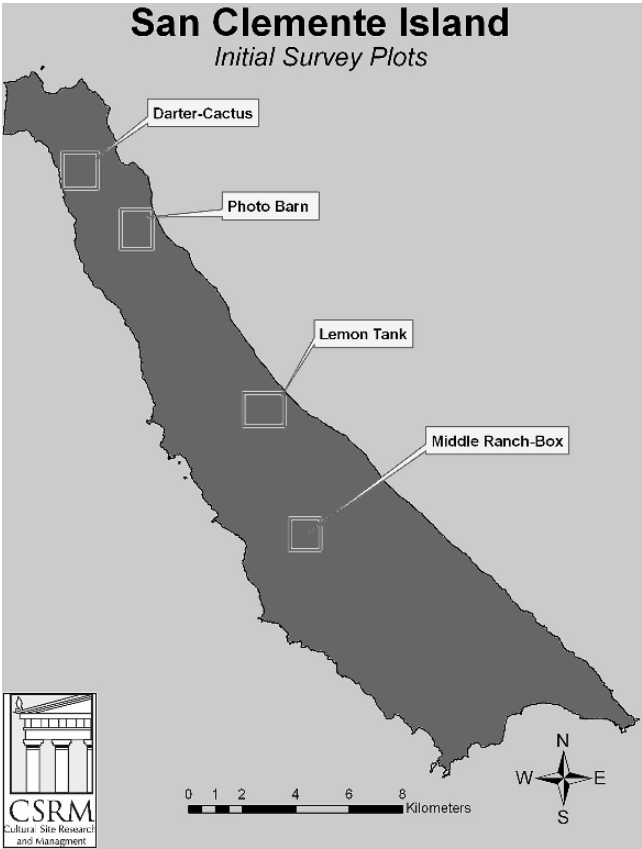 San Clemente Island
Initial Survey Plots
Darter-Cactus
Photo Barn
Lemon Tank
Middle Ranch-Box
N
W E
S
0 1 2 4 6 8
Kilometers
CSRM
Cultural Site Research
and Managment